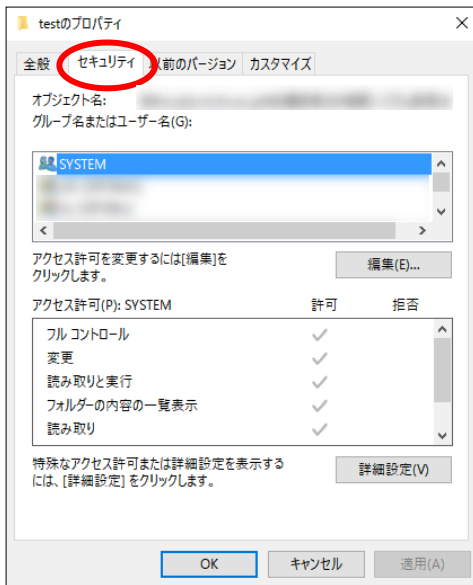 testのプロパティ
全般 セキュリティ 以前のバージョン カスタマイズ
オブジェクト名:
グループ名またはユーザー名(G):
SYSTEM
アクセス許可を変更するには[編集]を
クリックします。
編集(E)...
アクセス許可(P): SYSTEM 許可 拒否
フル コントロール
変更
読み取りと実行
フォルダーの内容の一覧表示
読み取り
特殊なアクセス許可または詳細設定を表示する
には、[詳細設定] をクリックします。
詳細設定(V)
OK キャンセル 適用(A)